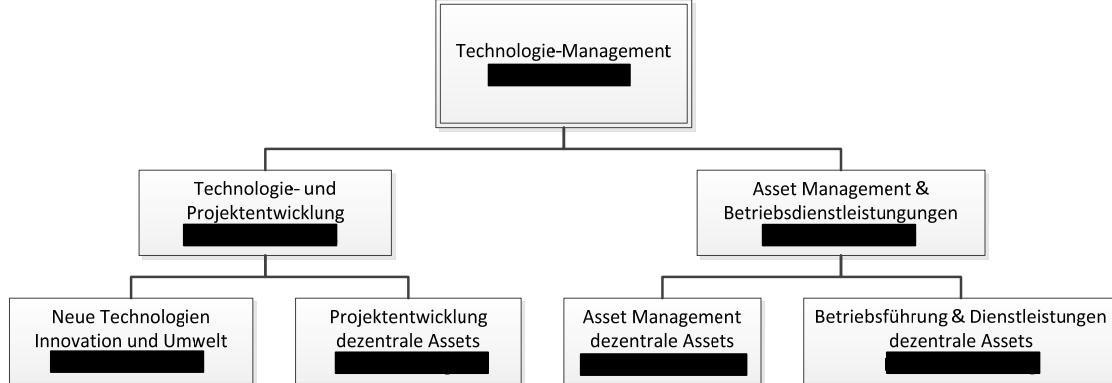 Technologie-Management
Technologie- und
Projektentwicklung
Asset Management &
Betriebsdienstleistungungen
Neue Technologien
Innovation und Umwelt
Projektentwicklung
dezentrale Assets
Asset Management
dezentrale Assets
Betriebsführung & Dienstleistungen
dezentrale Assets